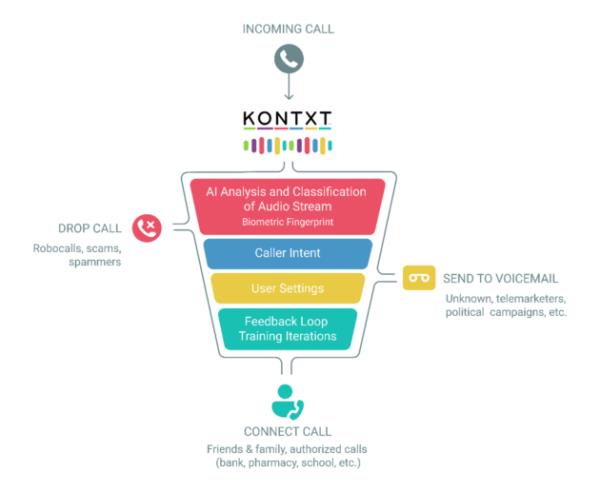 INCOMING CALL
KONTXT
AI Analysis and Classification
of Audio Stream
Biometric Fingerprint
DROP CALL
Robocalls, scams,
spammers
Caller Intent
User Settings
SEND TO VOICEMAIL
Unknown, telemarketers,
political campaigns, etc.
Feedback Loop
Training Iterations
CONNECT CALL
Friends & family, authorized calls
(bank, pharmacy, school, etc.)